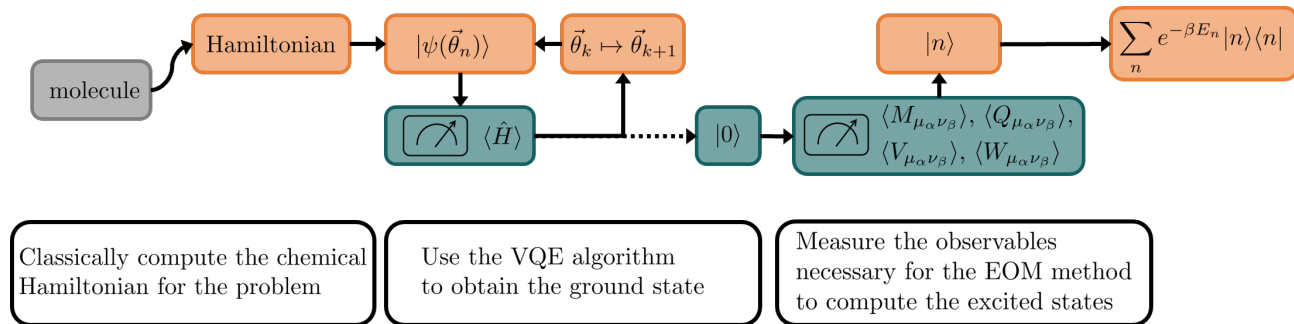 molecule
Hamiltonian
|ψ(θ⃗ₙ)⟩
θ⃗ₖ ↦ θ⃗ₖ₊₁
⟨Ĥ⟩
|0⟩
⟨M_{μ_α ν_β}⟩, ⟨Q_{μ_α ν_β}⟩,
⟨V_{μ_α ν_β}⟩, ⟨W_{μ_α ν_β}⟩
|n⟩
∑ₙ e^{-βEₙ}|n⟩⟨n|
Classically compute the chemical
Hamiltonian for the problem
Use the VQE algorithm
to obtain the ground state
Measure the observables
necessary for the EOM method
to compute the excited states